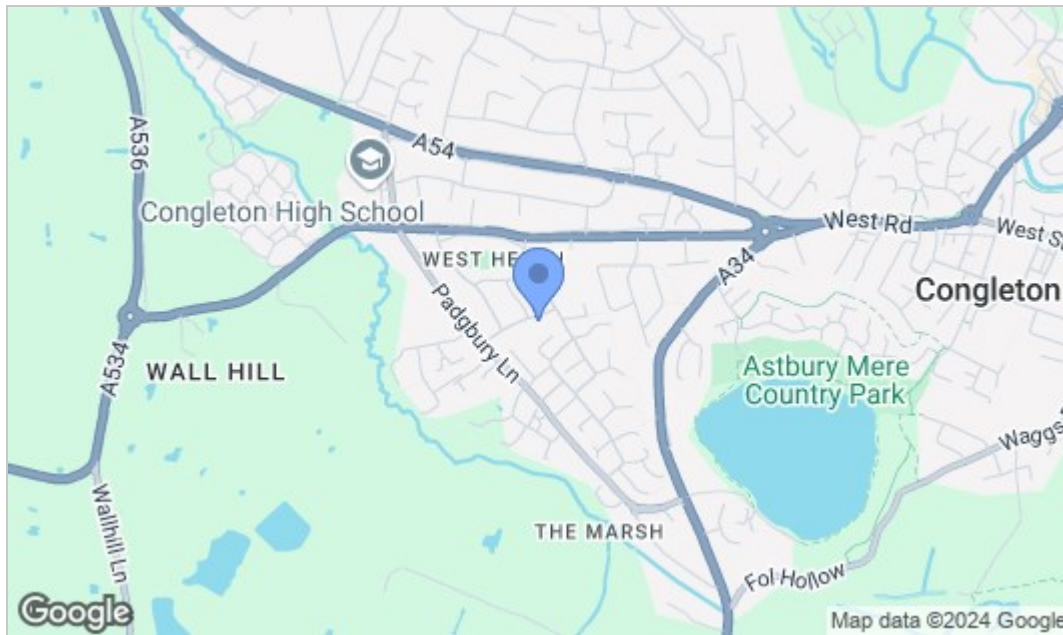 A536
A54
Congleton High School
West Rd
West S
WEST HE
A34
Congleton
Padgbury Ln
A534
WALL HILL
Astbury Mere
Country Park
Waggs
Wallhill Ln
THE MARSH
Fol Hollow
Google
Map data ©2024 Google